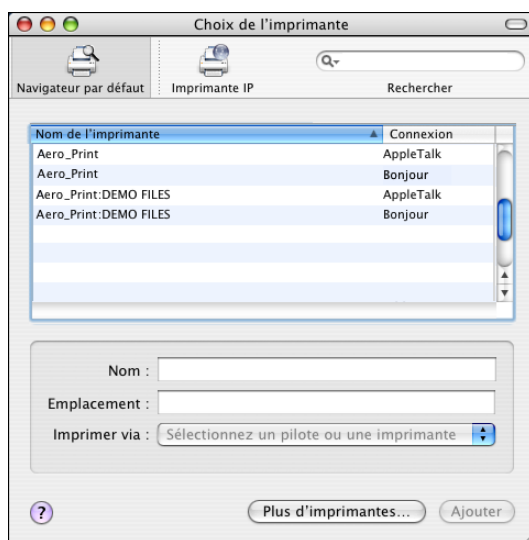 Choix de l'imprimante
Navigateur par défaut
Imprimante IP
Rechercher
Nom de l'imprimante Connexion
Aero_Print AppleTalk
Aero_Print Bonjour
Aero_Print:DEMO FILES AppleTalk
Aero_Print:DEMO FILES Bonjour
Nom :
Emplacement :
Imprimer via : Sélectionnez un pilote ou une imprimante
? Plus d'imprimantes... Ajouter